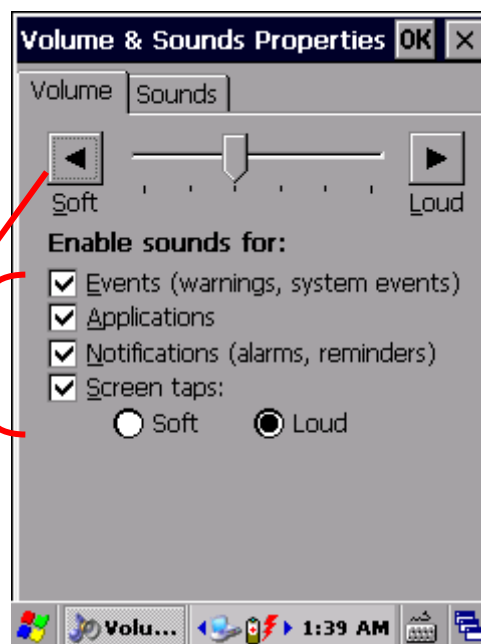 Volume & Sounds Properties OK ×
Volume Sounds
Soft Loud
Enable sounds for:
Events (warnings, system events)
Applications
Notifications (alarms, reminders)
Screen taps:
Soft Loud
Volu... 1:39 AM